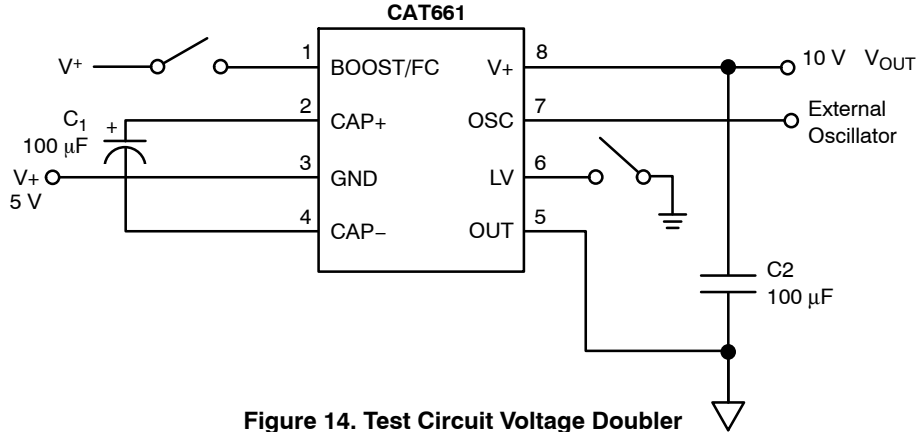 CAT661
V+
1
BOOST/FC
V+
8
10 V VOUT
C1
100 μF
+
2
CAP+
OSC
7
External
Oscillator
V+
5 V
3
GND
LV
6
4
CAP−
OUT
5
C2
100 μF
Figure 14. Test Circuit Voltage Doubler